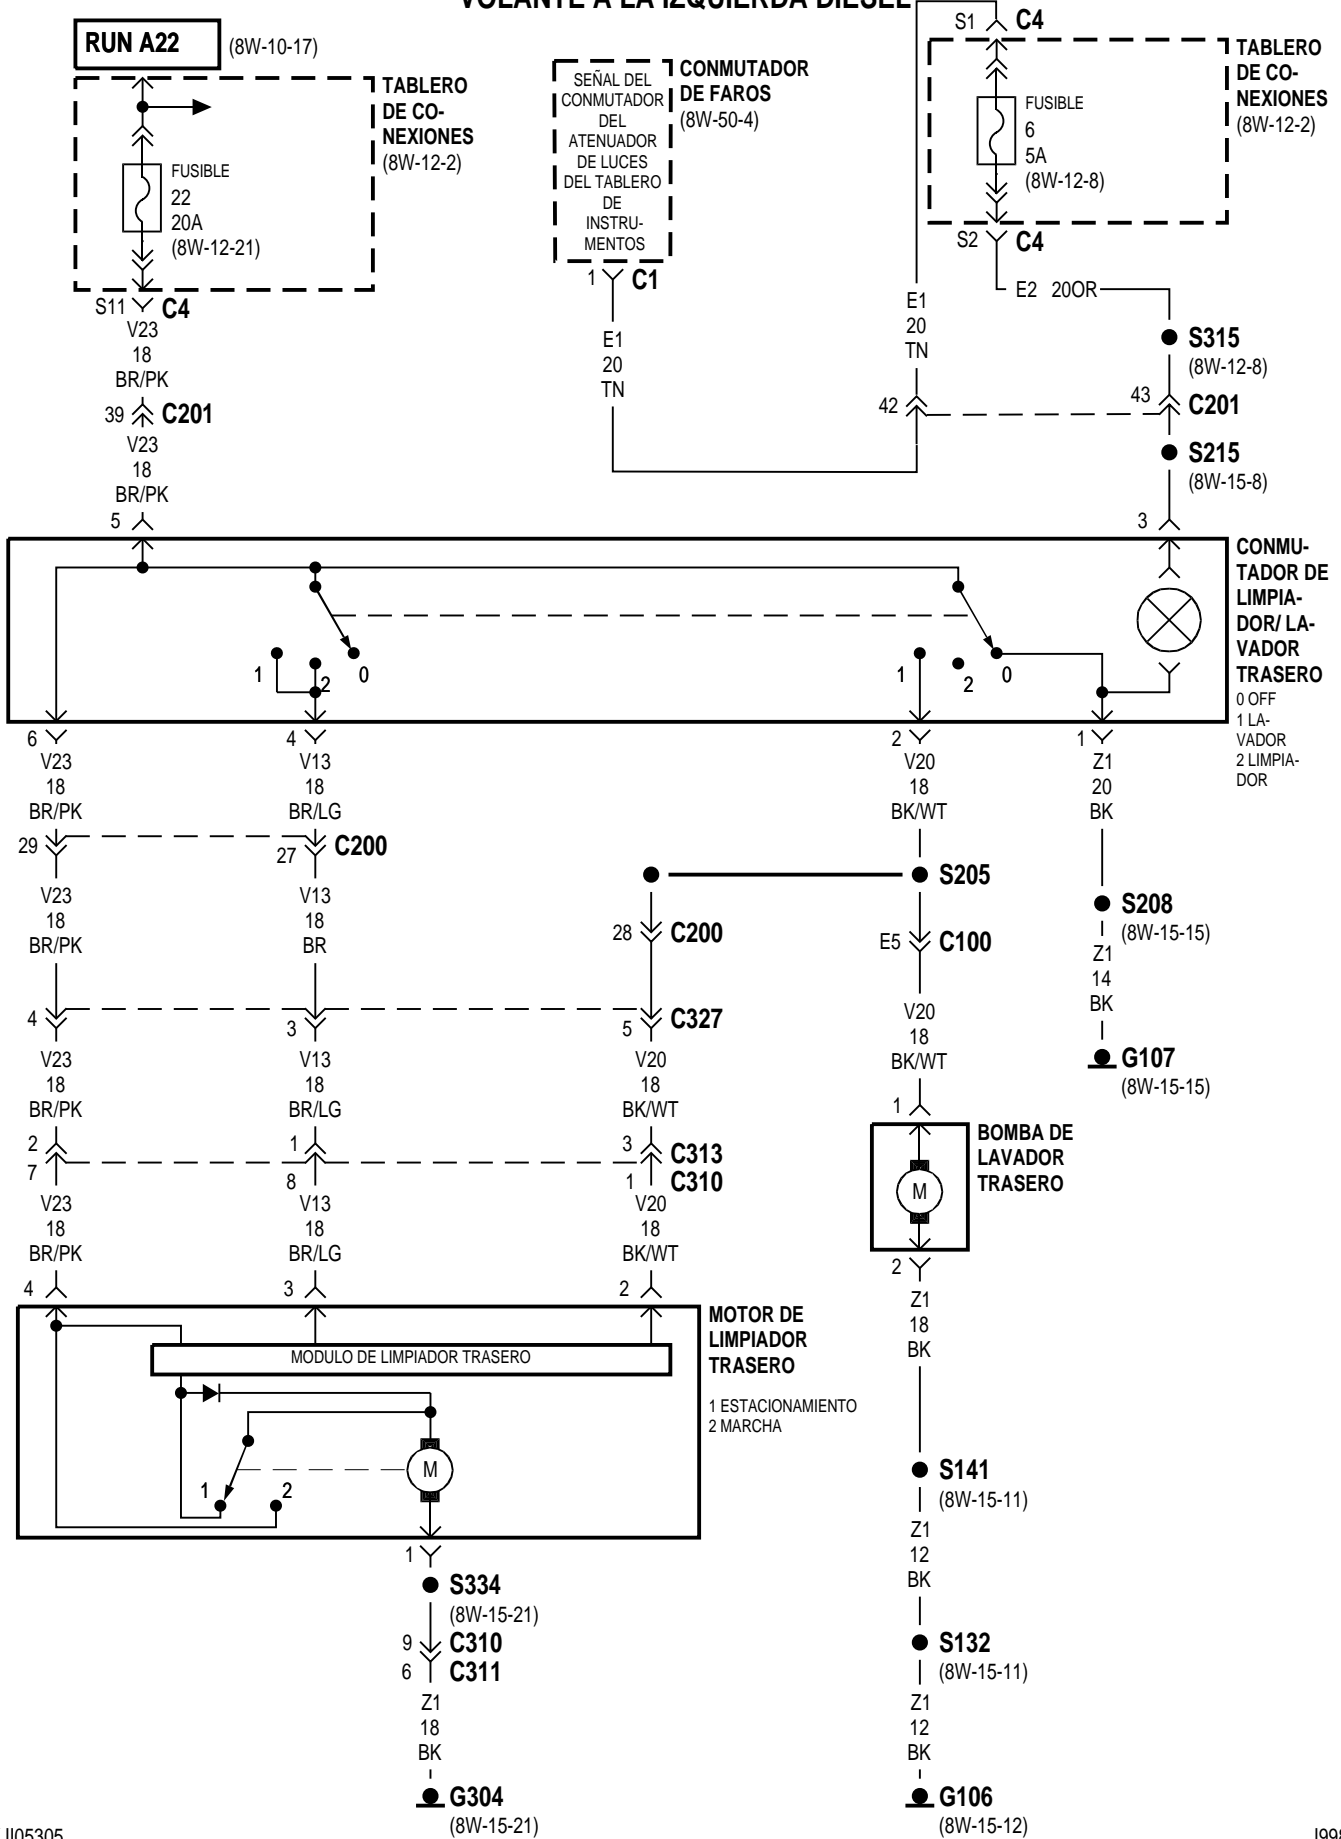 VOLANTE A LA IZQUIERDA DIESEL
RUN A22
(8W-10-17)
TABLERO
DE CO-
NEXIONES
(8W-12-2)
FUSIBLE
22
20A
(8W-12-21)
S11
C4
V23
18
BR/PK
39
C201
V23
18
BR/PK
5
SEÑAL DEL
CONMUTADOR
DEL
ATENUADOR
DE LUCES
DEL TABLERO
DE
INSTRU-
MENTOS
CONMUTADOR
DE FAROS
(8W-50-4)
1
C1
E1
20
TN
S1
C4
TABLERO
DE CO-
NEXIONES
(8W-12-2)
FUSIBLE
6
5A
(8W-12-8)
S2
C4
E2 20OR
E1
20
TN
S315
(8W-12-8)
42
43
C201
S215
(8W-15-8)
3
CONMU-
TADOR DE
LIMPIA-
DOR/ LA-
VADOR
TRASERO
0 OFF
1 LA-
VADOR
2 LIMPIA-
DOR
1
2
0
1
2
0
6
V23
18
BR/PK
4
V13
18
BR/LG
2
V20
18
BK/WT
1
Z1
20
BK
29
27
C200
V23
18
BR/PK
V13
18
BR
S205
28
C200
E5
C100
S208
(8W-15-15)
Z1
14
BK
G107
(8W-15-15)
4
3
5
C327
V23
18
BR/PK
V13
18
BR/LG
V20
18
BK/WT
V20
18
BK/WT
1
2
1
3
C313
7
8
1
C310
V23
18
BR/PK
V13
18
BR/LG
V20
18
BK/WT
BOMBA DE
LAVADOR
TRASERO
M
2
4
3
2
MOTOR DE
LIMPIADOR
TRASERO
1 ESTACIONAMIENTO
2 MARCHA
MODULO DE LIMPIADOR TRASERO
M
1
2
1
S334
(8W-15-21)
9
C310
6
C311
Z1
18
BK
G304
(8W-15-21)
Z1
18
BK
S141
(8W-15-11)
Z1
12
BK
S132
(8W-15-11)
Z1
12
BK
G106
(8W-15-12)